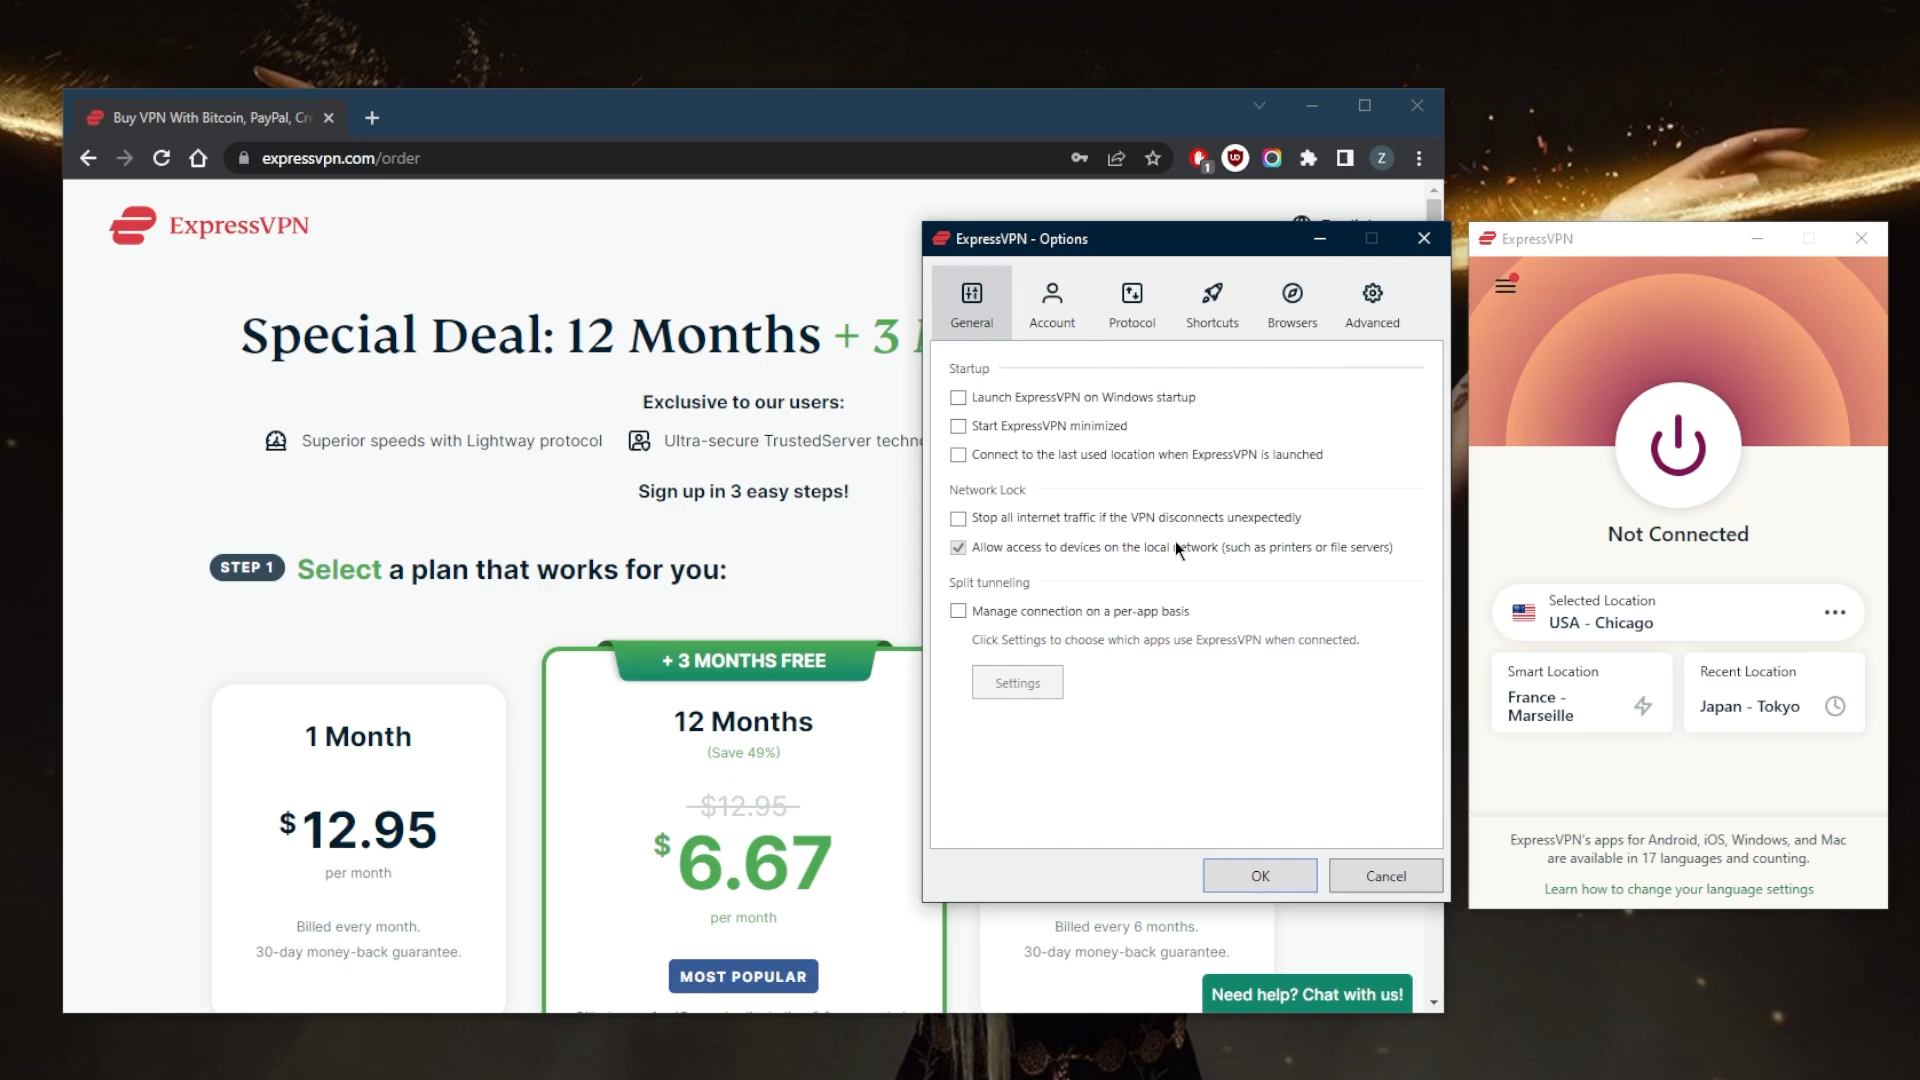 Buy VPN With Bitcoin, PayPal, Cr
expressvpn.com/order
1
Z
ExpressVPN
Special Deal: 12 Months + 3
Exclusive to our users:
Superior speeds with Lightway protocol
Ultra-secure TrustedServer techn
Sign up in 3 easy steps!
STEP 1
Select a plan that works for you:
1 Month
$12.95
per month
Billed every month.
30-day money-back guarantee.
+ 3 MONTHS FREE
12 Months
(Save 49%)
$12.95
$6.67
per month
MOST POPULAR
Billed every 6 months.
30-day money-back guarantee.
Need help? Chat with us!
ExpressVPN - Options
General
Account
Protocol
Shortcuts
Browsers
Advanced
Startup
Launch ExpressVPN on Windows startup
Start ExpressVPN minimized
Connect to the last used location when ExpressVPN is launched
Network Lock
Stop all internet traffic if the VPN disconnects unexpectedly
Allow access to devices on the local network (such as printers or file servers)
Split tunneling
Manage connection on a per-app basis
Click Settings to choose which apps use ExpressVPN when connected.
Settings
OK
Cancel
ExpressVPN
Not Connected
Selected Location
USA - Chicago
Smart Location
France -
Marseille
Recent Location
Japan - Tokyo
ExpressVPN's apps for Android, iOS, Windows, and Mac
are available in 17 languages and counting.
Learn how to change your language settings